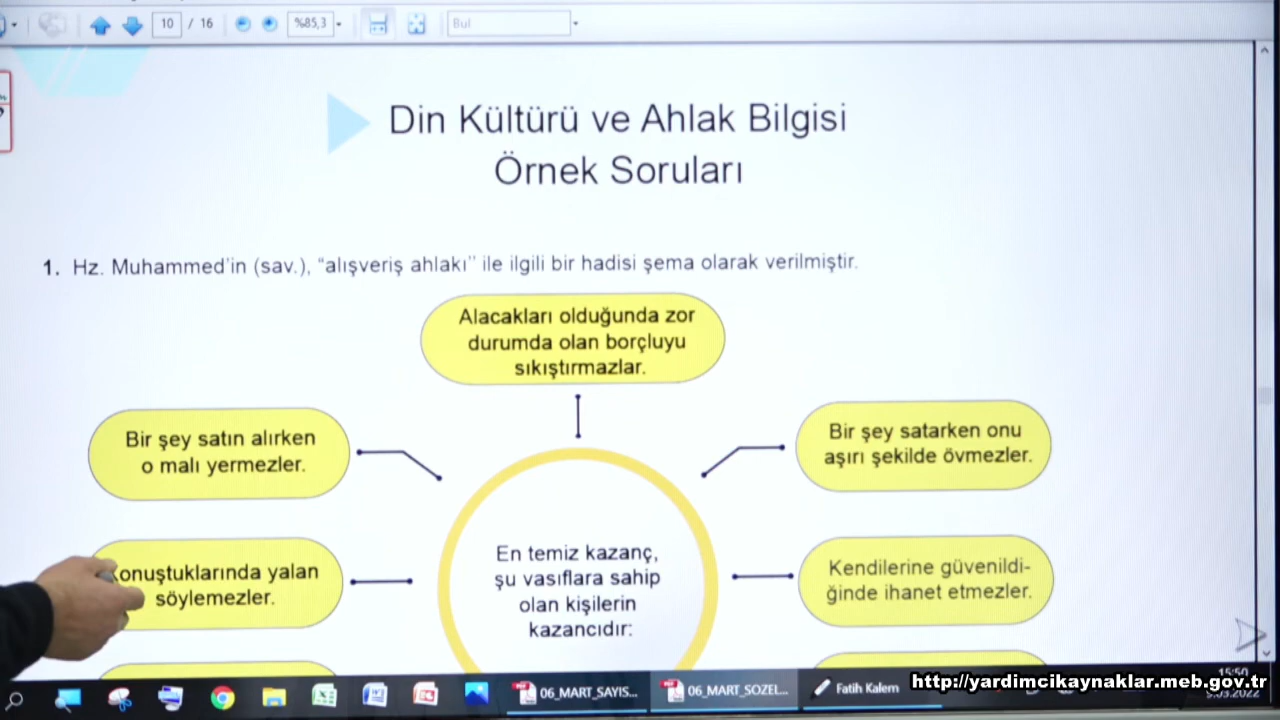 10 / 16
%85,3
Bul
Din Kültürü ve Ahlak Bilgisi
Örnek Soruları
1. Hz. Muhammed'in (sav.), "alışveriş ahlakı" ile ilgili bir hadisi şema olarak verilmiştir.
Alacakları olduğunda zor
durumda olan borçluyu
sıkıştırmazlar.
Bir şey satın alırken
o malı yermezler.
Bir şey satarken onu
aşırı şekilde övmezler.
En temiz kazanç,
şu vasıflara sahip
olan kişilerin
kazancıdır:
onuştuklarında yalan
söylemezler.
Kendilerine güvenildi-
ğinde ihanet etmezler.
06_MART_SAYIS...
06_MART_SOZEL...
Fatih Kalem
15:50
http://yardimcikaynaklar.meb.gov.tr